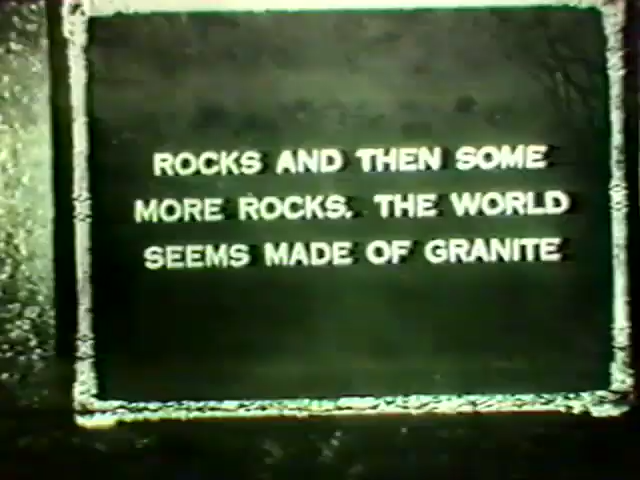 ROCKS AND THEN SOME
MORE ROCKS. THE WORLD
SEEMS MADE OF GRANITE